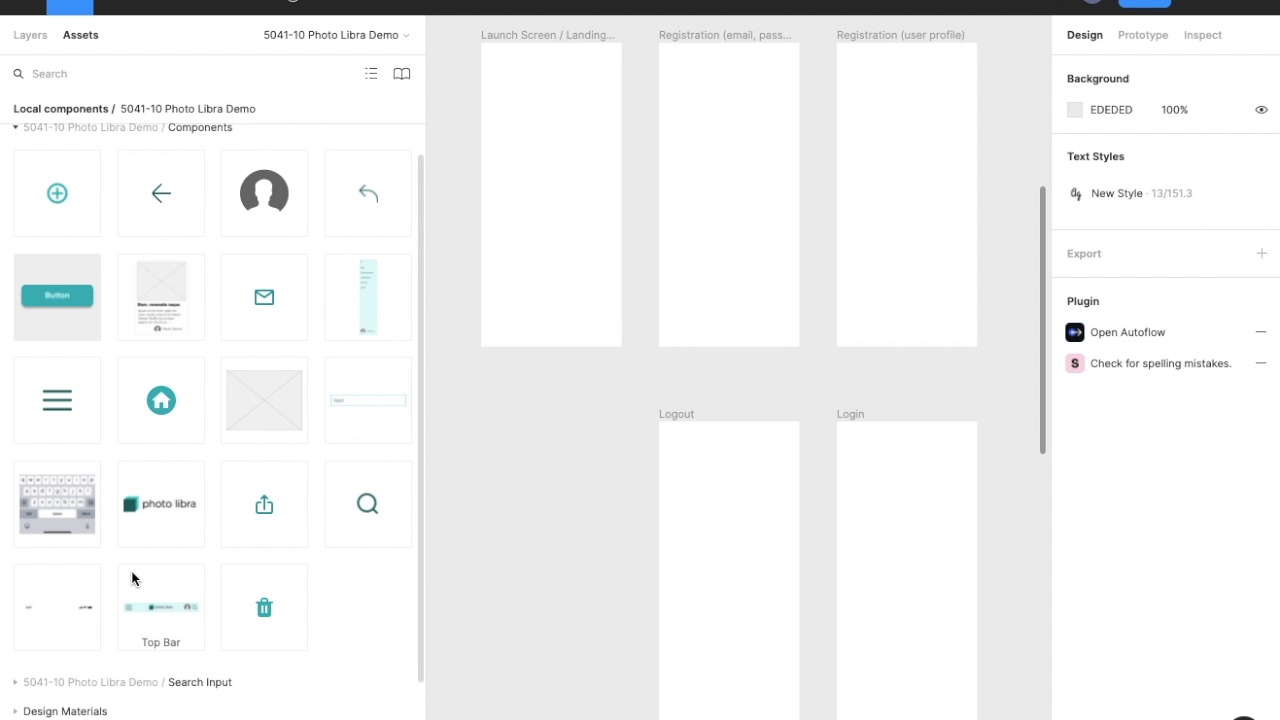 Layers
Assets
5041-10 Photo Libra Demo
Search
Local components / 5041-10 Photo Libra Demo
5041-10 Photo Libra Demo / Components
Button
Input
photo libra
photo libra
Top Bar
5041-10 Photo Libra Demo / Search Input
Design Materials
Launch Screen / Landing...
Registration (email, pass...
Registration (user profile)
Logout
Login
Design
Prototype
Inspect
Background
EDEDED
100%
Text Styles
New Style · 13/151.3
Export
Plugin
Open Autoflow
S
Check for spelling mistakes.